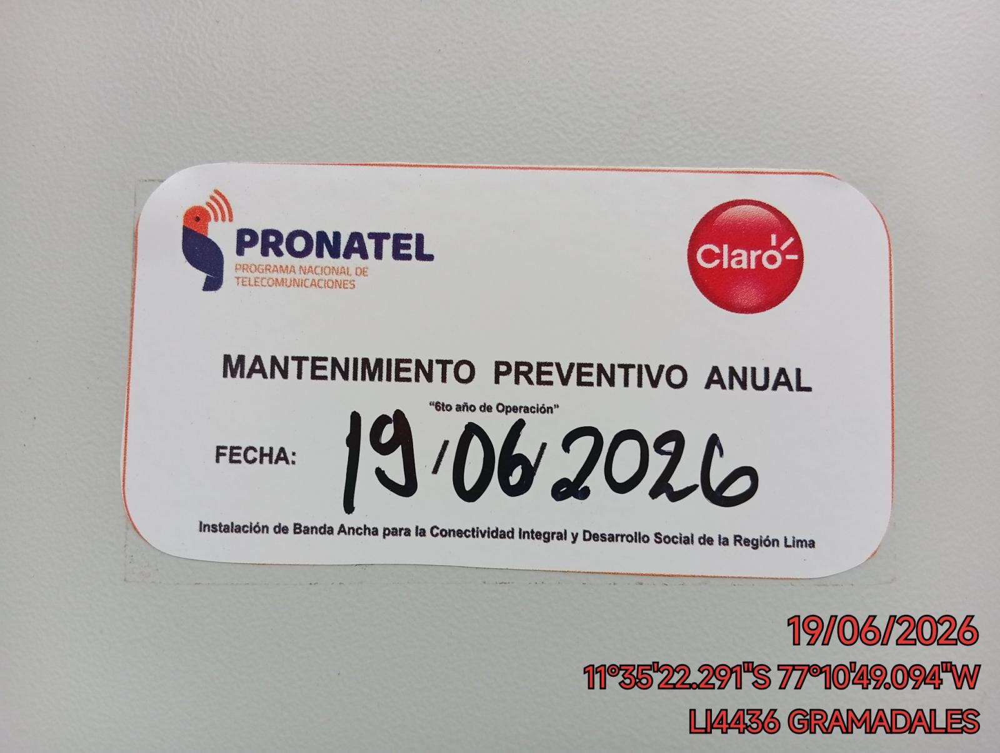 PRONATEL
PROGRAMA NACIONAL DE
TELECOMUNICACIONES
Claro
MANTENIMIENTO PREVENTIVO ANUAL
“6to año de Operación”
FECHA: 19/06/2026
Instalación de Banda Ancha para la Conectividad Integral y Desarrollo Social de la Región Lima
19/06/2026
11°35'22.291"S 77°10'49.094"W
LI4436 GRAMADALES